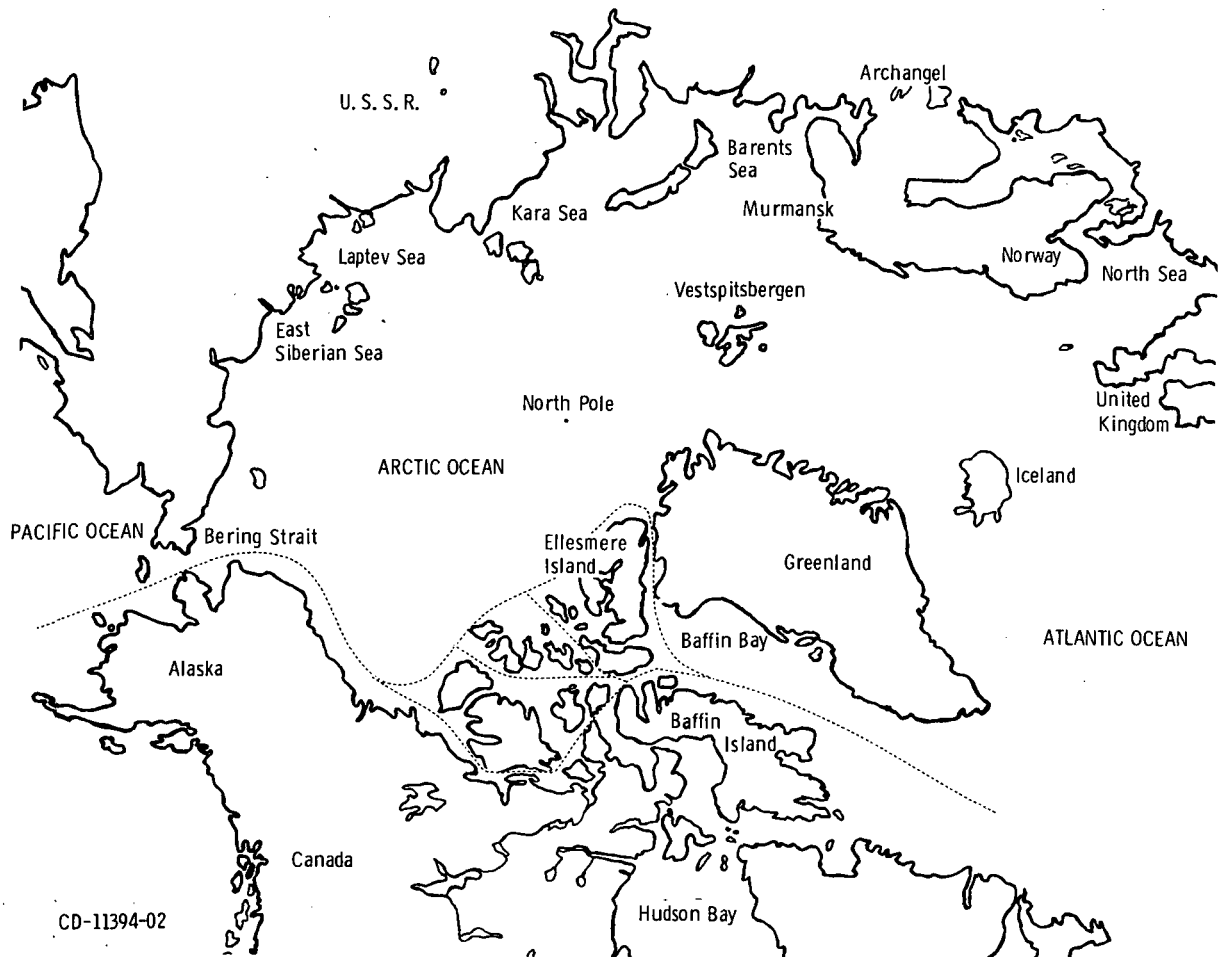 Archangel
U. S. S. R.
Barents
Sea
Kara Sea
Murmansk
Laptev Sea
Norway
North Sea
Vestspitsbergen
East
Siberian Sea
North Pole
United
Kingdom
ARCTIC OCEAN
Iceland
PACIFIC OCEAN
Bering Strait
Ellesmere
Island
Greenland
Baffin Bay
ATLANTIC OCEAN
Alaska
Baffin
Island
Canada
Hudson Bay
CD-11394-02